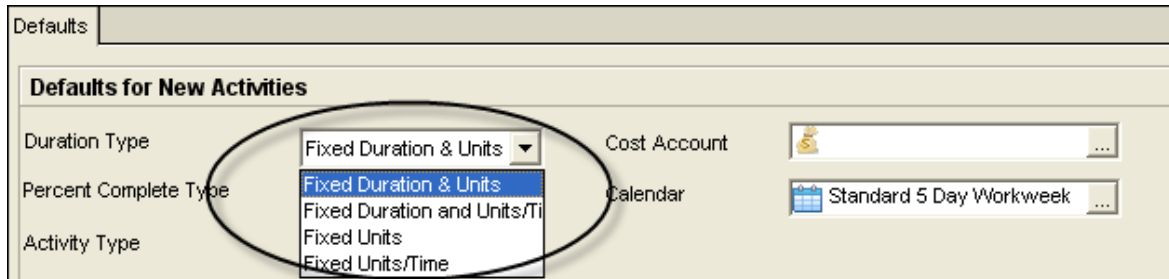 Defaults
Defaults for New Activities
Duration Type
Fixed Duration & Units
Cost Account
...
Percent Complete Type
Fixed Duration & Units
Calendar
Standard 5 Day Workweek
...
Fixed Duration and Units/Ti
Activity Type
Fixed Units
Fixed Units/Time